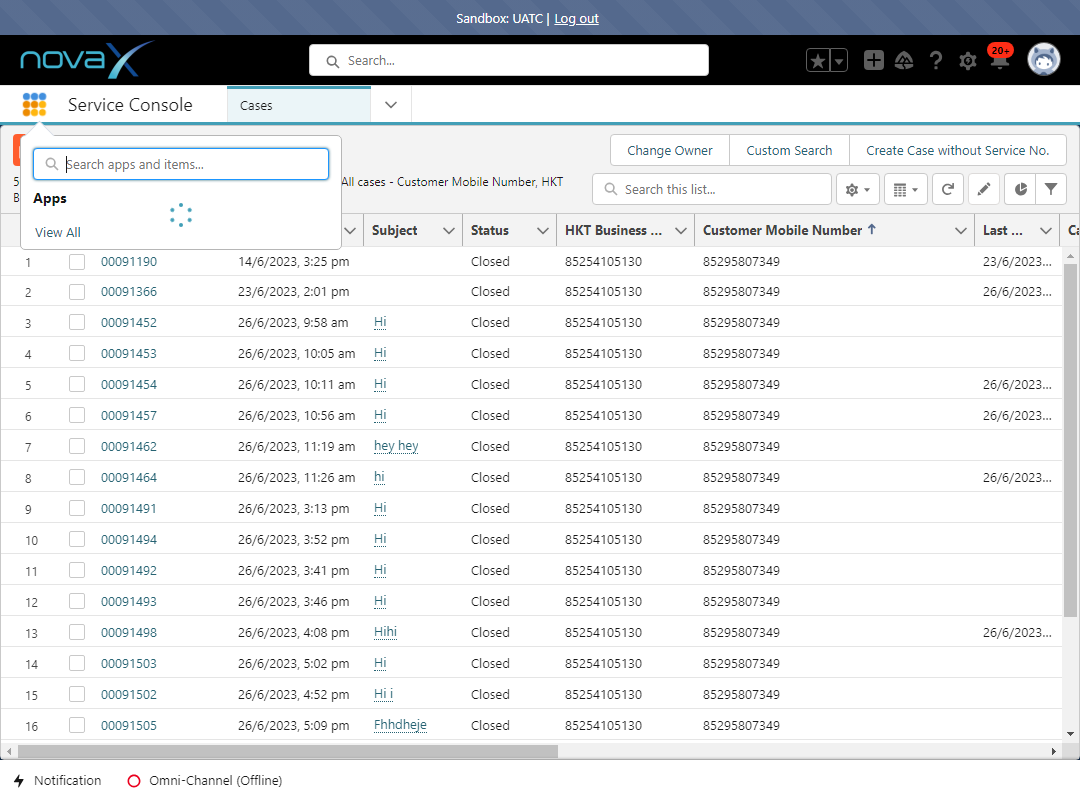 Sandbox: UATC | Log out
novaX
Search...
20+
Service Console
Cases
Search apps and items...
Apps
View All
Change Owner
Custom Search
Create Case without Service No.
All cases - Customer Mobile Number, HKT
Search this list...
Subject
Status
HKT Business ...
Customer Mobile Number
Last ...
1 00091190 14/6/2023, 3:25 pm Closed 85254105130 85295807349 23/6/2023...
2 00091366 23/6/2023, 2:01 pm Closed 85254105130 85295807349 26/6/2023...
3 00091452 26/6/2023, 9:58 am Hi Closed 85254105130 85295807349
4 00091453 26/6/2023, 10:05 am Hi Closed 85254105130 85295807349
5 00091454 26/6/2023, 10:11 am Hi Closed 85254105130 85295807349 26/6/2023...
6 00091457 26/6/2023, 10:56 am Hi Closed 85254105130 85295807349 26/6/2023...
7 00091462 26/6/2023, 11:19 am hey hey Closed 85254105130 85295807349
8 00091464 26/6/2023, 11:26 am hi Closed 85254105130 85295807349 26/6/2023...
9 00091491 26/6/2023, 3:13 pm Hi Closed 85254105130 85295807349
10 00091494 26/6/2023, 3:52 pm Hi Closed 85254105130 85295807349
11 00091492 26/6/2023, 3:41 pm Hi Closed 85254105130 85295807349
12 00091493 26/6/2023, 3:46 pm Hi Closed 85254105130 85295807349
13 00091498 26/6/2023, 4:08 pm Hihi Closed 85254105130 85295807349 26/6/2023...
14 00091503 26/6/2023, 5:02 pm Hi Closed 85254105130 85295807349
15 00091502 26/6/2023, 4:52 pm Hi i Closed 85254105130 85295807349
16 00091505 26/6/2023, 5:09 pm Fhhdheje Closed 85254105130 85295807349
Notification
Omni-Channel (Offline)